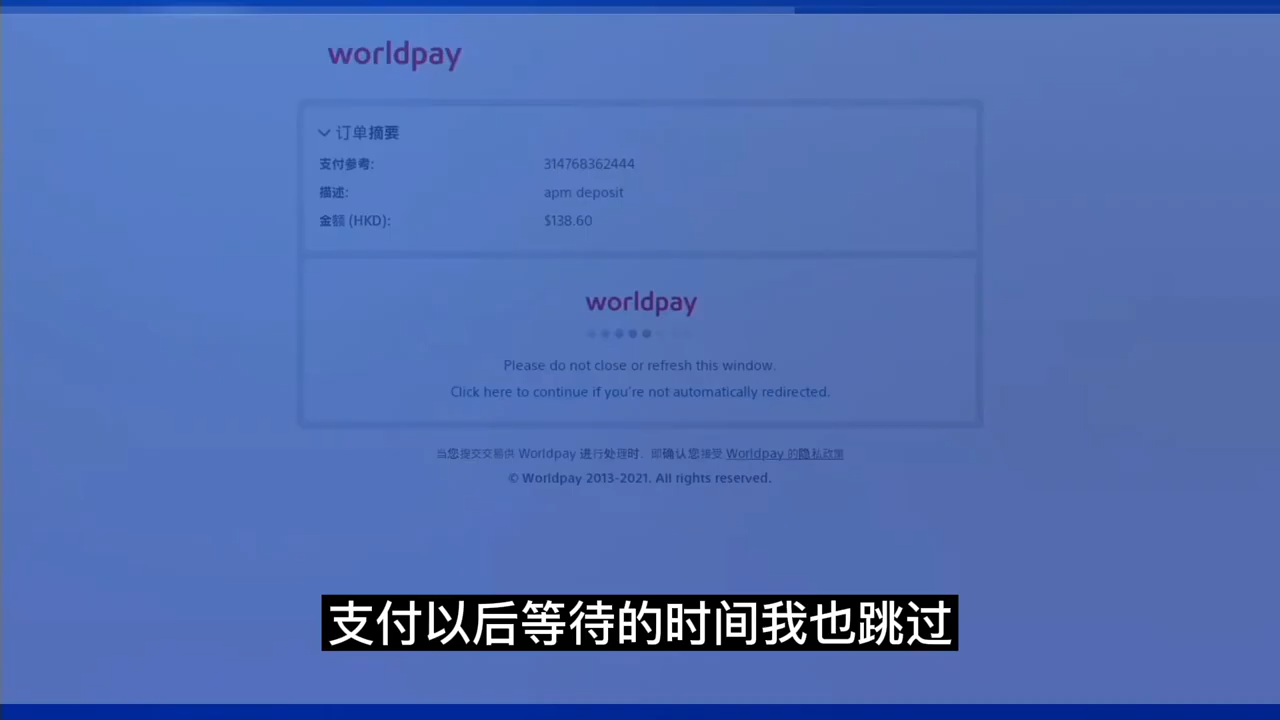 worldpay
订单摘要
支付参考: 314768362444
描述: apm deposit
金额 (HKD): $138.60
worldpay
Please do not close or refresh this window.
Click here to continue if you're not automatically redirected.
当您提交交易供 Worldpay 进行处理时，即确认您接受 Worldpay 的隐私政策
© Worldpay 2013-2021. All rights reserved.
支付以后等待的时间我也跳过